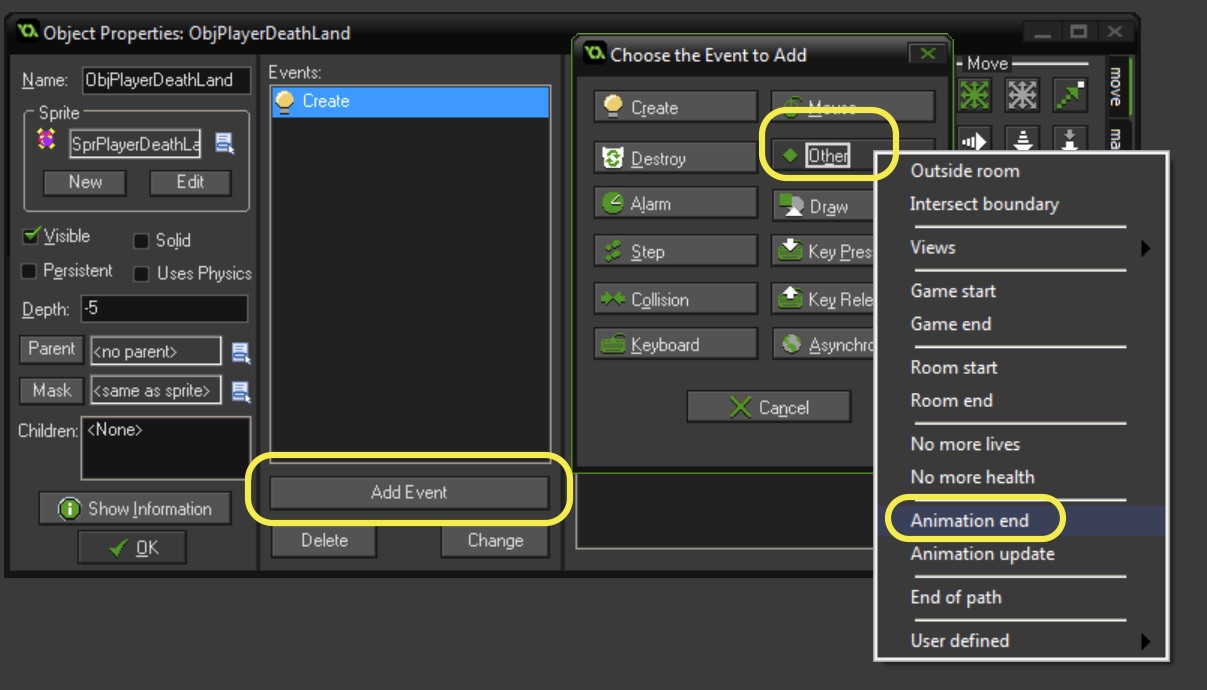 Object Properties: ObjPlayerDeathLand
Name: ObjPlayerDeathLand
Sprite
SprPlayerDeathLa
New Edit
Visible Solid
Persistent Uses Physics
Depth: -5
Parent <no parent>
Mask <same as sprite>
Children: <None>
Show Information
OK
Events:
Create
Add Event
Delete Change
Choose the Event to Add
Create Mouse
Destroy Other
Alarm Draw
Step Key Pres
Collision Key Rele
Keyboard Asynchro
Cancel
Move
move
ma
Outside room
Intersect boundary
Views
Game start
Game end
Room start
Room end
No more lives
No more health
Animation end
Animation update
End of path
User defined